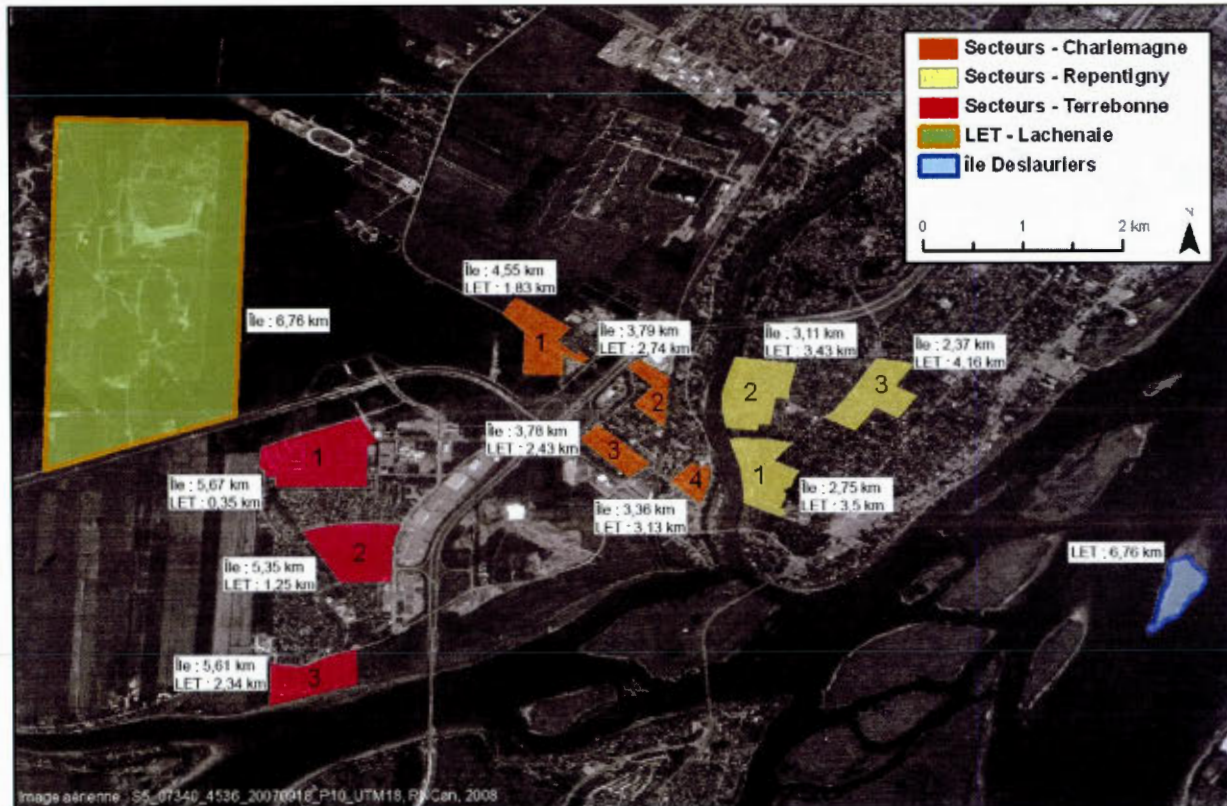 Secteurs - Charlemagne
Secteurs - Repentigny
Secteurs - Terrebonne
LET - Lachenaie
île Deslauriers
0 1 2 km
N
Île : 4,55 km
LET : 1,83 km
1
Île : 6,76 km
Île : 3,79 km
LET : 2,74 km
2
Île : 3,11 km
LET : 3,43 km
2
Île : 2,37 km
LET : 4,16 km
3
Île : 3,78 km
LET : 2,43 km
3
4
1
1
Île : 5,67 km
LET : 0,35 km
Île : 3,36 km
LET : 3,13 km
Île : 2,75 km
LET : 3,5 km
2
Île : 5,35 km
LET : 1,25 km
LET : 6,76 km
Île : 5,61 km
LET : 2,34 km
3
Image aérienne : S5_07340_4536_20070918_P10_UTM18, RNCan, 2008